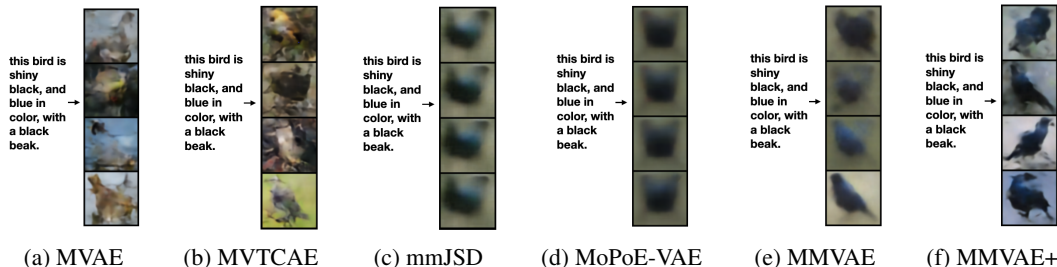 this bird is
shiny
black, and
blue in
color, with
a black
beak.
this bird is
shiny
black, and
blue in
color, with
a black
beak.
this bird is
shiny
black, and
blue in
color, with
a black
beak.
this bird is
shiny
black, and
blue in
color, with
a black
beak.
this bird is
shiny
black, and
blue in
color, with
a black
beak.
this bird is
shiny
black, and
blue in
color, with
a black
beak.
(a) MVAE
(b) MVTCAE
(c) mmJSD
(d) MoPoE-VAE
(e) MMVAE
(f) MMVAE+